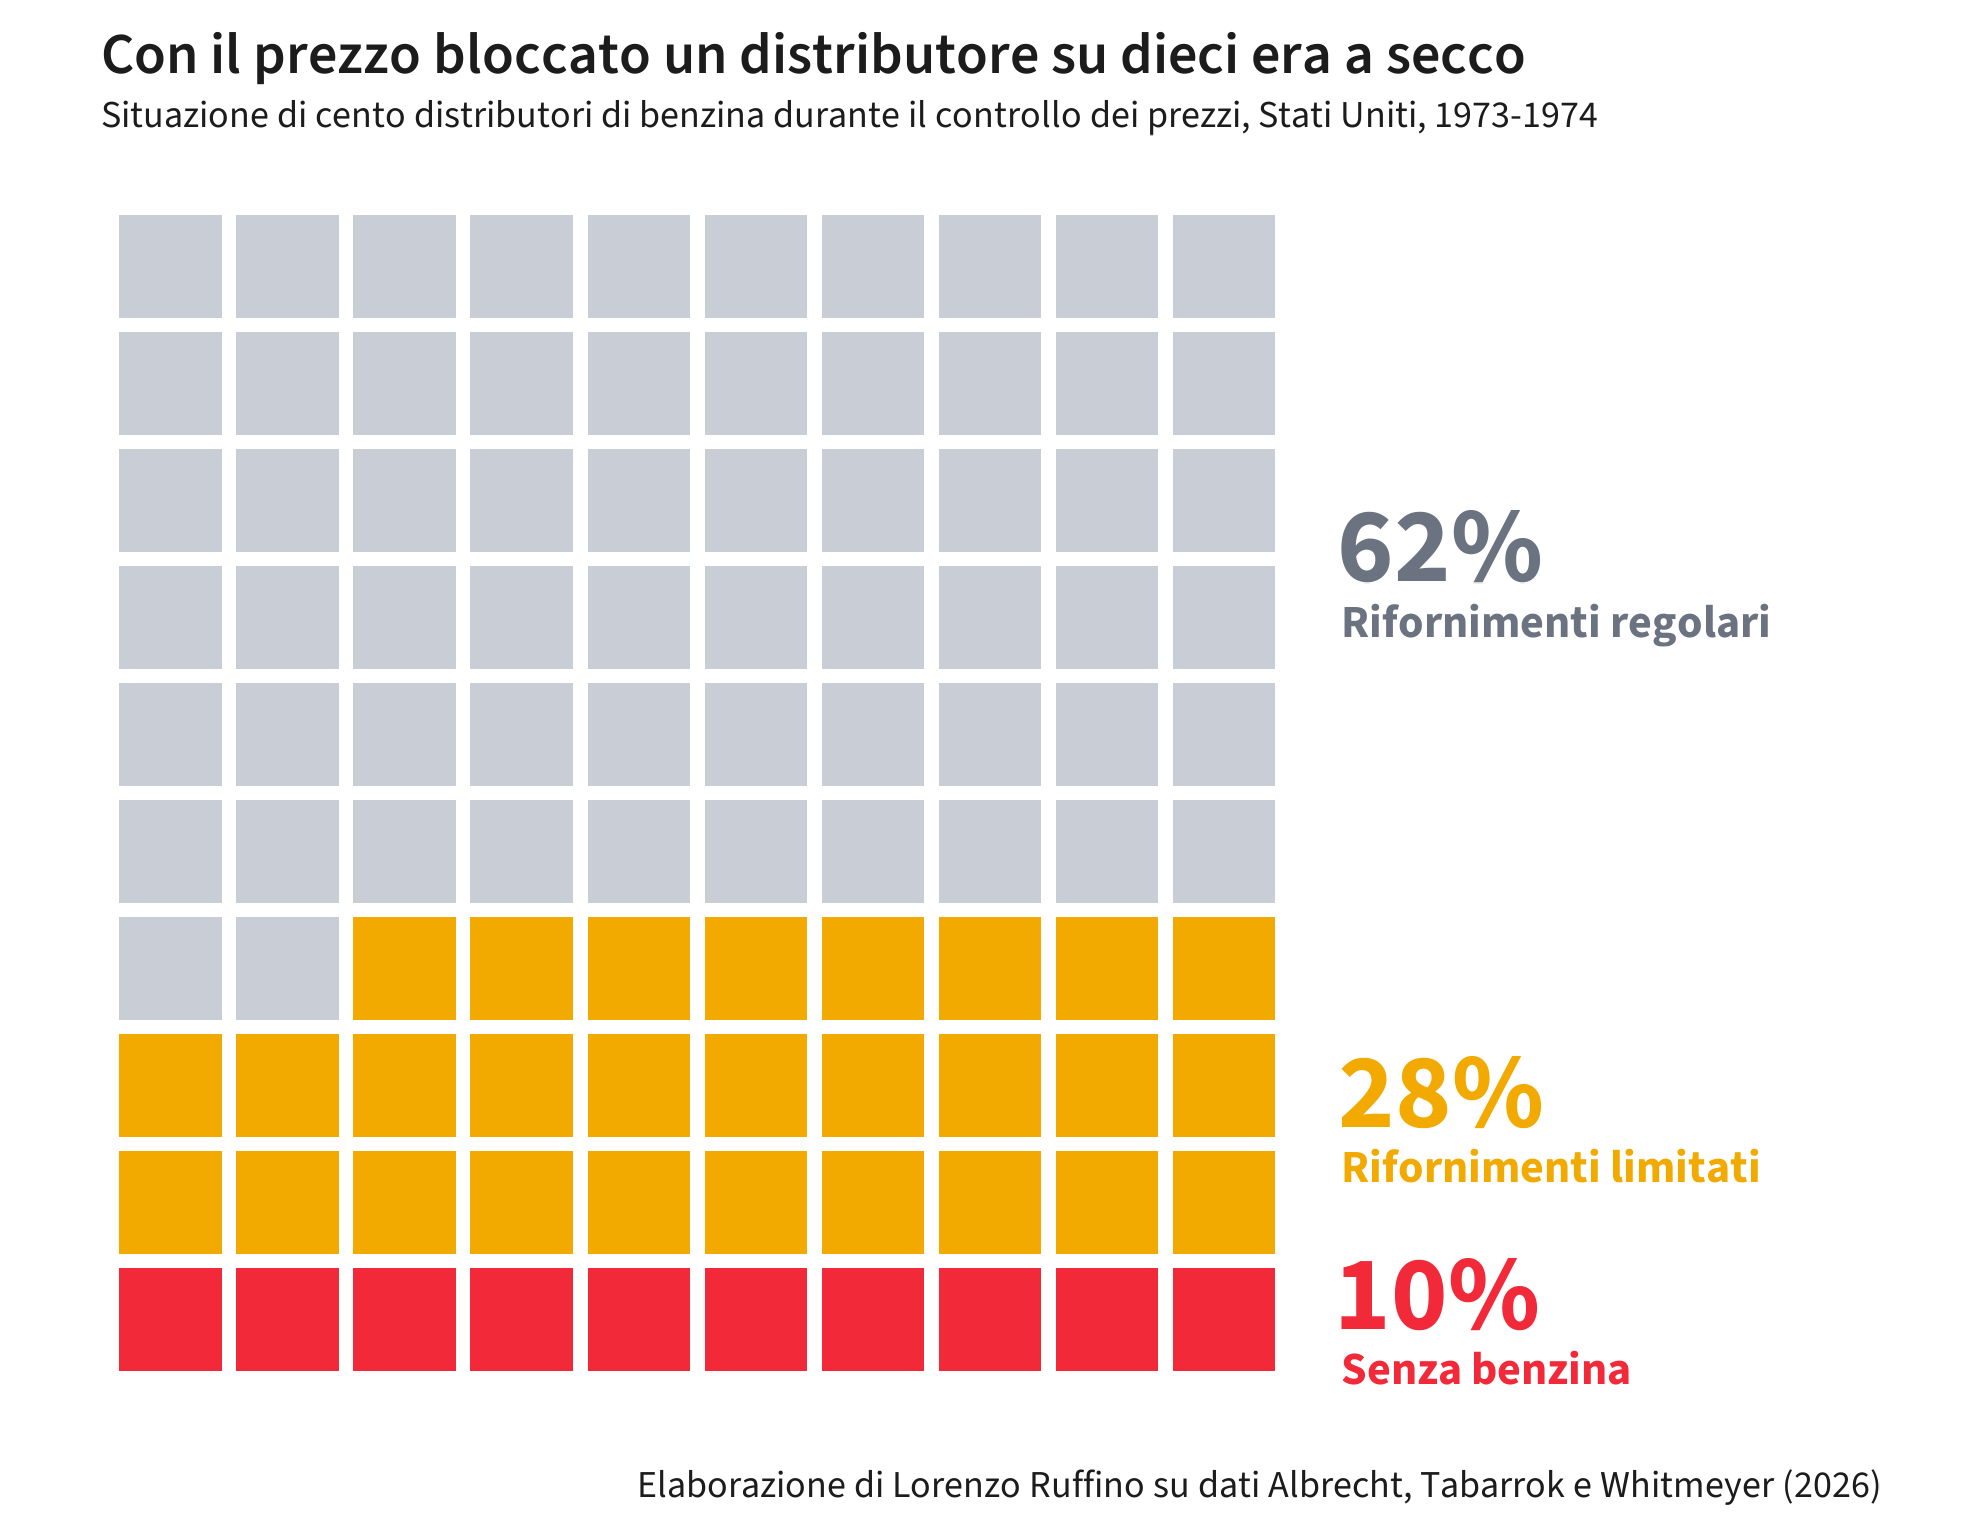 Con il prezzo bloccato un distributore su dieci era a secco
Situazione di cento distributori di benzina durante il controllo dei prezzi, Stati Uniti, 1973-1974
62%
Rifornimenti regolari
28%
Rifornimenti limitati
10%
Senza benzina
Elaborazione di Lorenzo Ruffino su dati Albrecht, Tabarrok e Whitmeyer (2026)